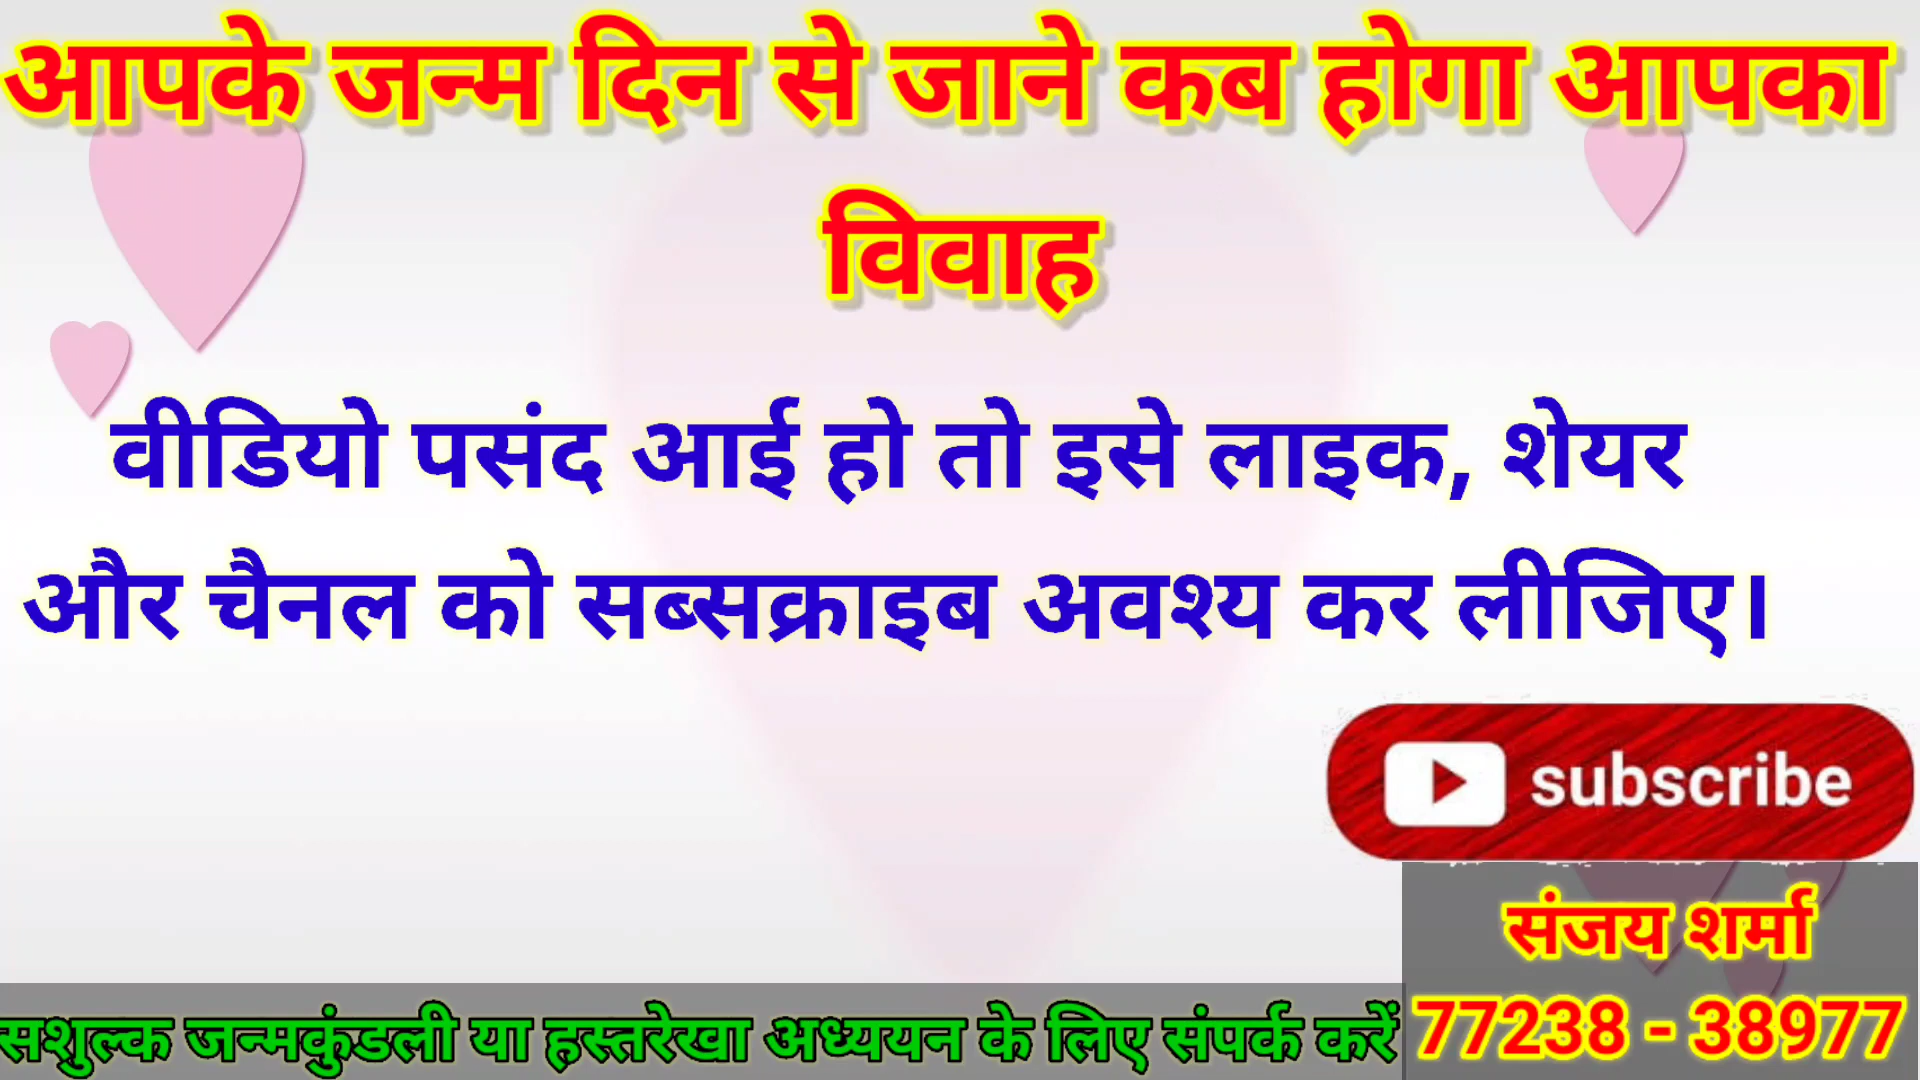 आपके जन्म दिन से जाने कब होगा आपका
विवाह
वीडियो पसंद आई हो तो इसे लाइक, शेयर
और चैनल को सब्सक्राइब अवश्य कर लीजिए।
subscribe
संजय शर्मा
सशुल्क जन्मकुंडली या हस्तरेखा अध्ययन के लिए संपर्क करें 77238 - 38977